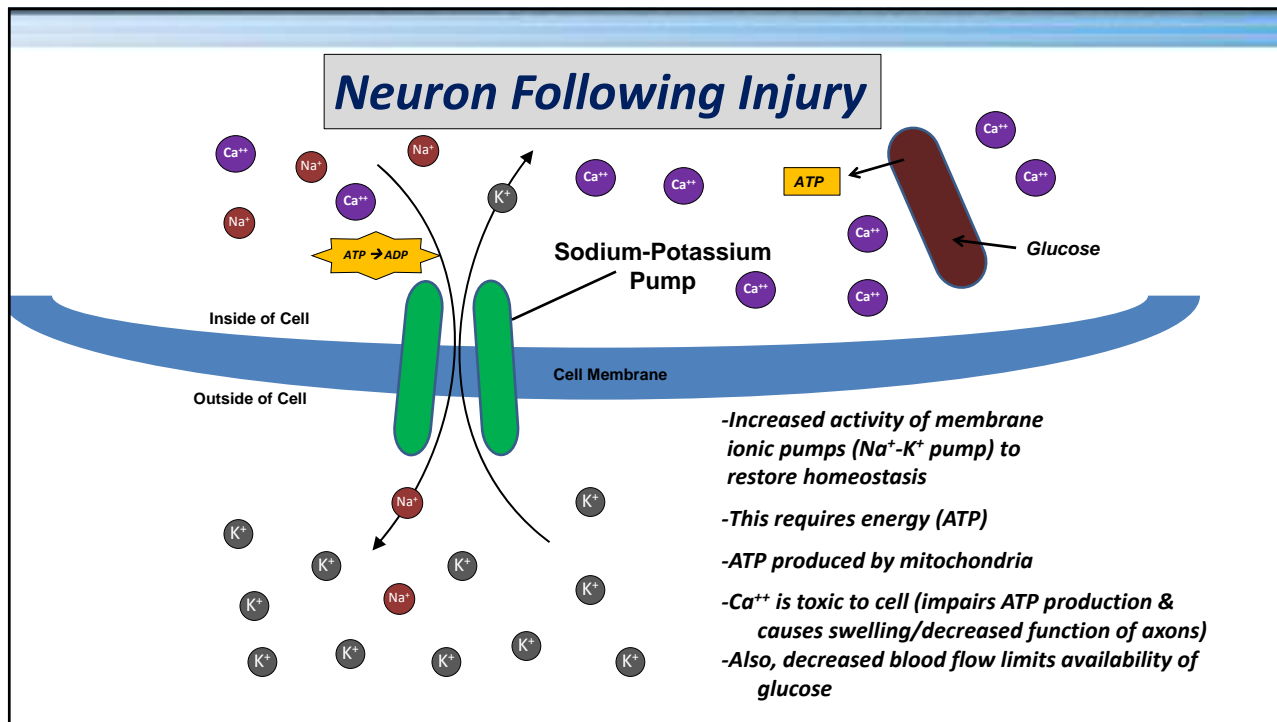 Neuron Following Injury
Ca⁺⁺
Na⁺
Na⁺
Ca⁺⁺
Na⁺
K⁺
Ca⁺⁺
Ca⁺⁺
ATP
Ca⁺⁺
Ca⁺⁺
Ca⁺⁺
Glucose
Ca⁺⁺
Ca⁺⁺
ATP → ADP
Sodium-Potassium
Pump
Inside of Cell
Cell Membrane
Outside of Cell
Na⁺
K⁺
K⁺
K⁺
K⁺
K⁺
K⁺
Na⁺
K⁺
K⁺
K⁺
K⁺
K⁺
-Increased activity of membrane
ionic pumps (Na⁺-K⁺ pump) to
restore homeostasis
-This requires energy (ATP)
-ATP produced by mitochondria
-Ca⁺⁺ is toxic to cell (impairs ATP production &
causes swelling/decreased function of axons)
-Also, decreased blood flow limits availability of
glucose